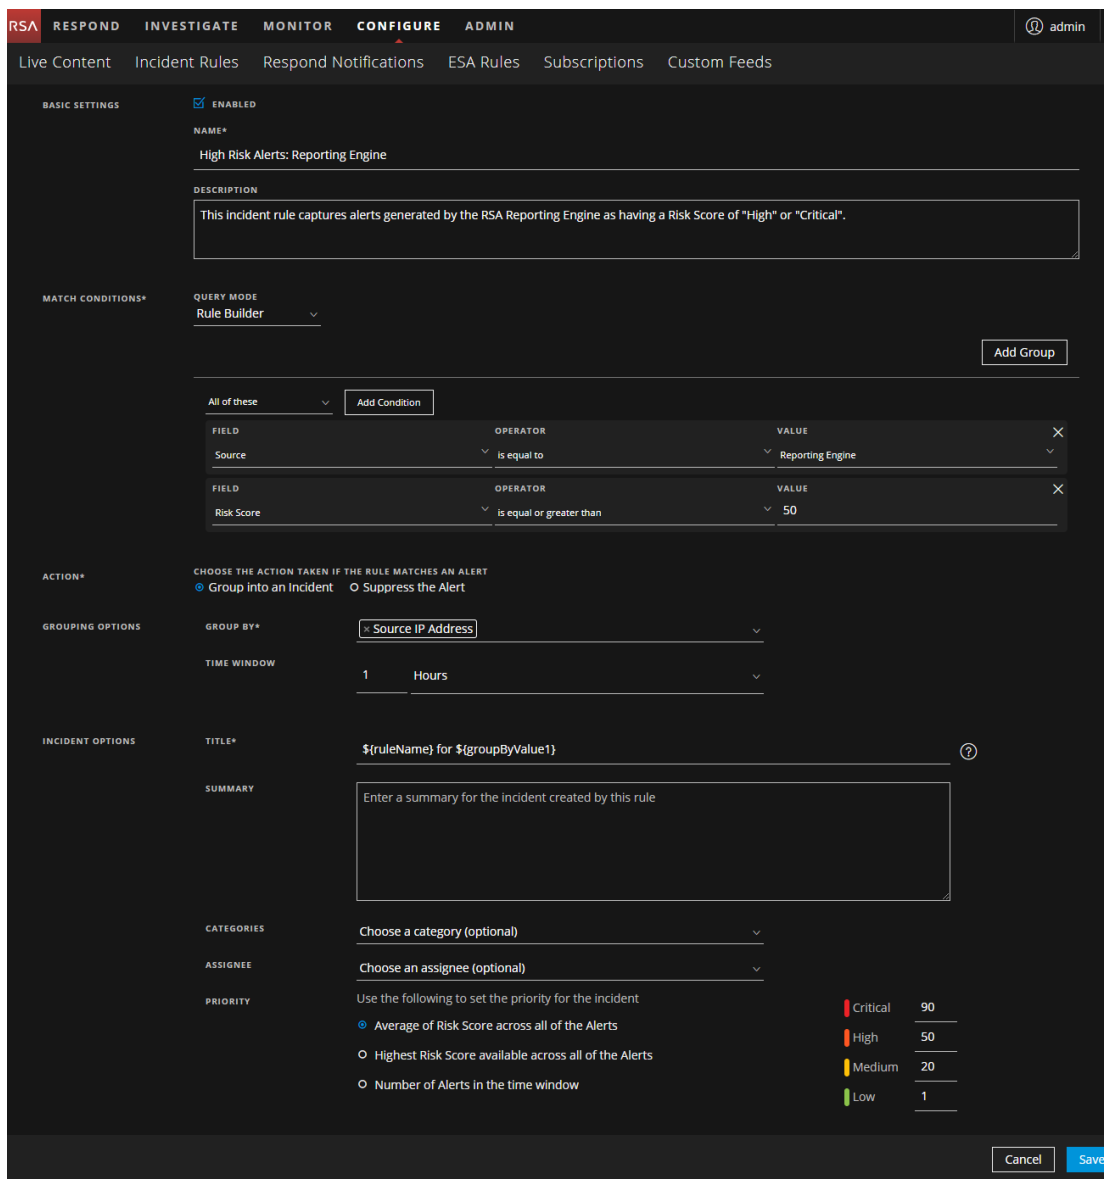 RSA RESPOND INVESTIGATE MONITOR CONFIGURE ADMIN admin
Live Content Incident Rules Respond Notifications ESA Rules Subscriptions Custom Feeds
BASIC SETTINGS ENABLED
NAME*
High Risk Alerts: Reporting Engine
DESCRIPTION
This incident rule captures alerts generated by the RSA Reporting Engine as having a Risk Score of "High" or "Critical".
MATCH CONDITIONS* QUERY MODE
Rule Builder
Add Group
All of these Add Condition
FIELD OPERATOR VALUE
Source is equal to Reporting Engine
FIELD OPERATOR VALUE
Risk Score is equal or greater than 50
ACTION* CHOOSE THE ACTION TAKEN IF THE RULE MATCHES AN ALERT
Group into an Incident Suppress the Alert
GROUPING OPTIONS GROUP BY* × Source IP Address
TIME WINDOW 1 Hours
INCIDENT OPTIONS TITLE* ${ruleName} for ${groupByValue1} ?
SUMMARY Enter a summary for the incident created by this rule
CATEGORIES Choose a category (optional)
ASSIGNEE Choose an assignee (optional)
PRIORITY Use the following to set the priority for the incident
Critical 90
Average of Risk Score across all of the Alerts
High 50
Highest Risk Score available across all of the Alerts
Medium 20
Number of Alerts in the time window
Low 1
Cancel Save